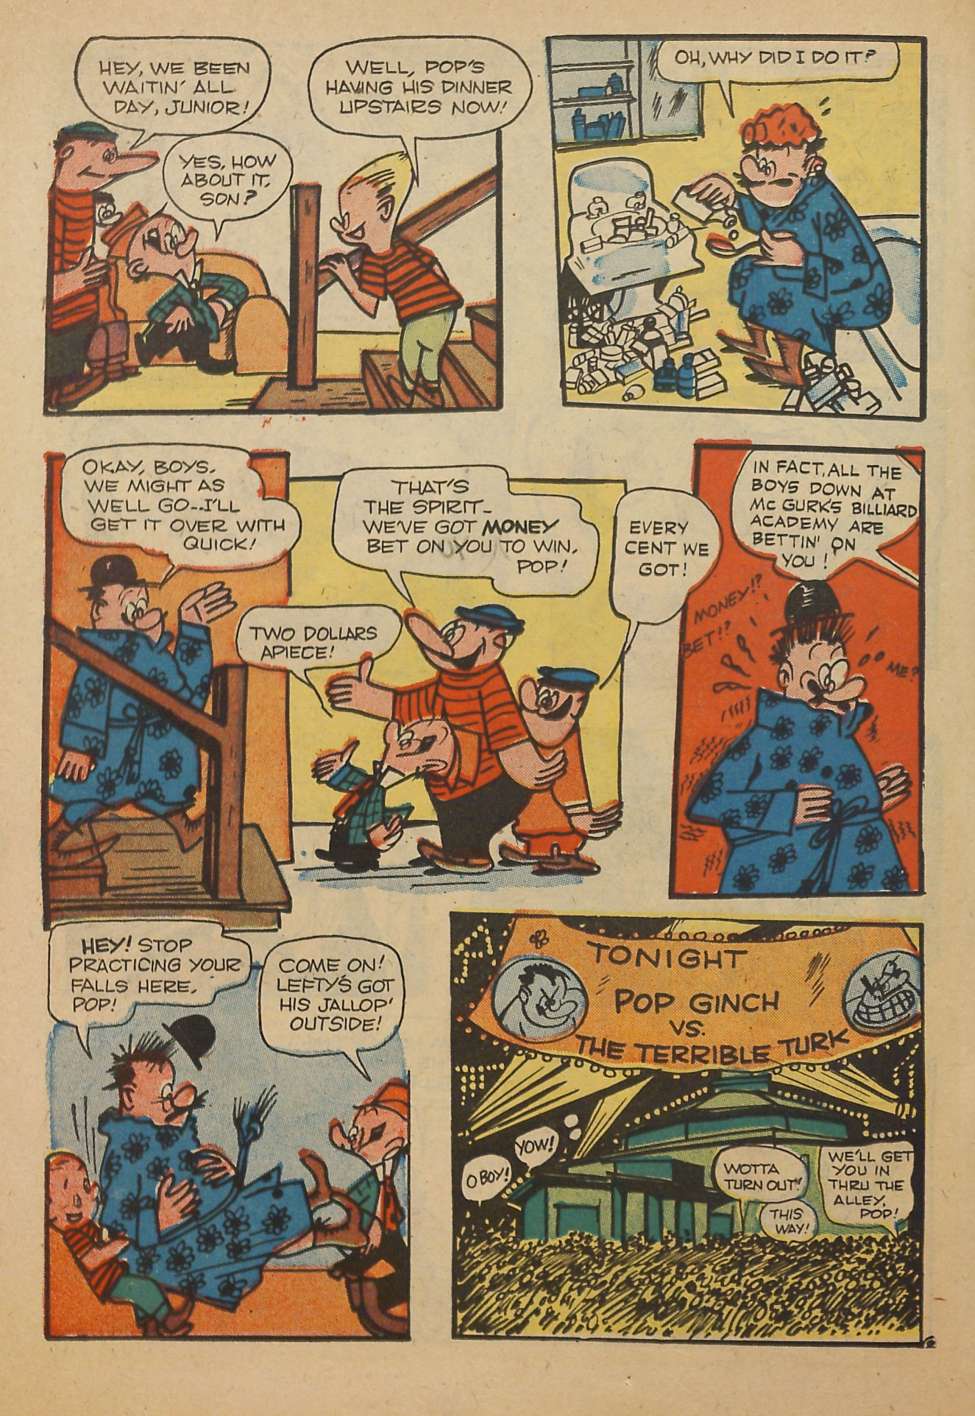 HEY, WE BEEN
WAITIN' ALL
DAY, JUNIOR!
YES, HOW
ABOUT IT,
SON?
WELL, POP'S
HAVING HIS DINNER
UPSTAIRS NOW!
OH, WHY DID I DO IT?
OKAY, BOYS,
WE MIGHT AS
WELL GO--I'LL
GET IT OVER WITH
QUICK!
TWO DOLLARS
APIECE!
THAT'S
THE SPIRIT_
WE'VE GOT MONEY
BET ON YOU TO WIN,
POP!
EVERY
CENT WE
GOT!
IN FACT, ALL THE
BOYS DOWN AT
MC GURK'S BILLIARD
ACADEMY ARE
BETTIN' ON
YOU!
MONEY!?
BET!?
ME?
HEY! STOP
PRACTICING YOUR
FALLS HERE,
POP!
COME ON!
LEFTY'S GOT
HIS JALLOP'
OUTSIDE!
TONIGHT
POP GINCH
VS.
THE TERRIBLE TURK
O BOY!
YOW!
WOTTA
TURN OUT!
THIS
WAY!
WE'LL GET
YOU IN
THRU THE
ALLEY,
POP!